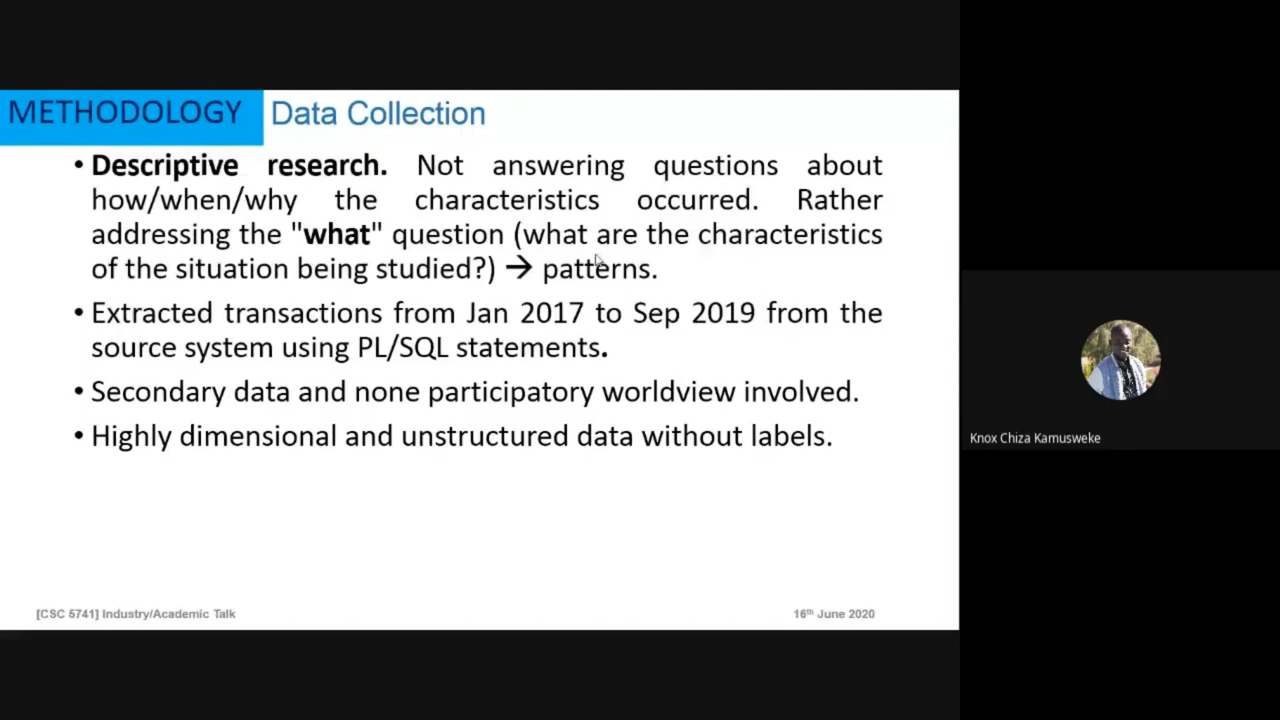 METHODOLOGY Data Collection
• Descriptive research. Not answering questions about
how/when/why the characteristics occurred. Rather
addressing the "what" question (what are the characteristics
of the situation being studied?) → patterns.
• Extracted transactions from Jan 2017 to Sep 2019 from the
source system using PL/SQL statements.
• Secondary data and none participatory worldview involved.
• Highly dimensional and unstructured data without labels.
[CSC 5741] Industry/Academic Talk 16th June 2020
Knox Chiza Kamusweke